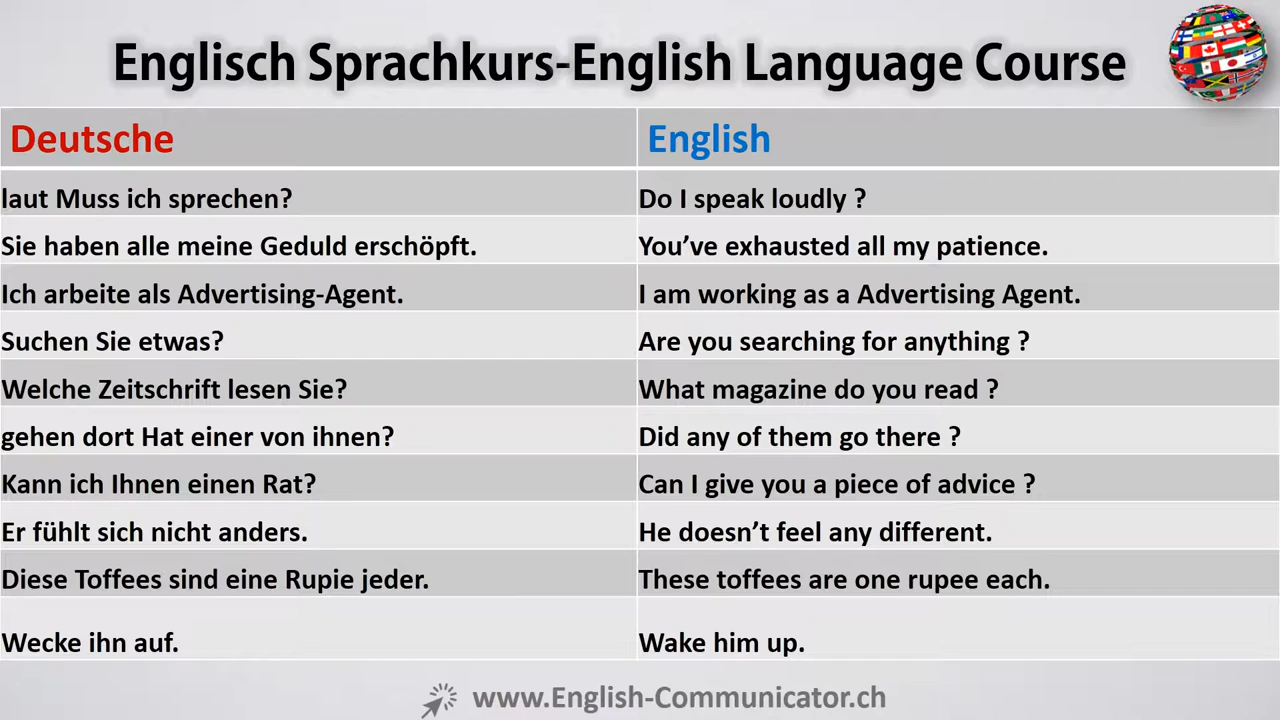 Englisch Sprachkurs-English Language Course
Deutsche English
laut Muss ich sprechen? Do I speak loudly ?
Sie haben alle meine Geduld erschöpft. You’ve exhausted all my patience.
Ich arbeite als Advertising-Agent. I am working as a Advertising Agent.
Suchen Sie etwas? Are you searching for anything ?
Welche Zeitschrift lesen Sie? What magazine do you read ?
gehen dort Hat einer von ihnen? Did any of them go there ?
Kann ich Ihnen einen Rat? Can I give you a piece of advice ?
Er fühlt sich nicht anders. He doesn’t feel any different.
Diese Toffees sind eine Rupie jeder. These toffees are one rupee each.
Wecke ihn auf. Wake him up.
www.English-Communicator.ch